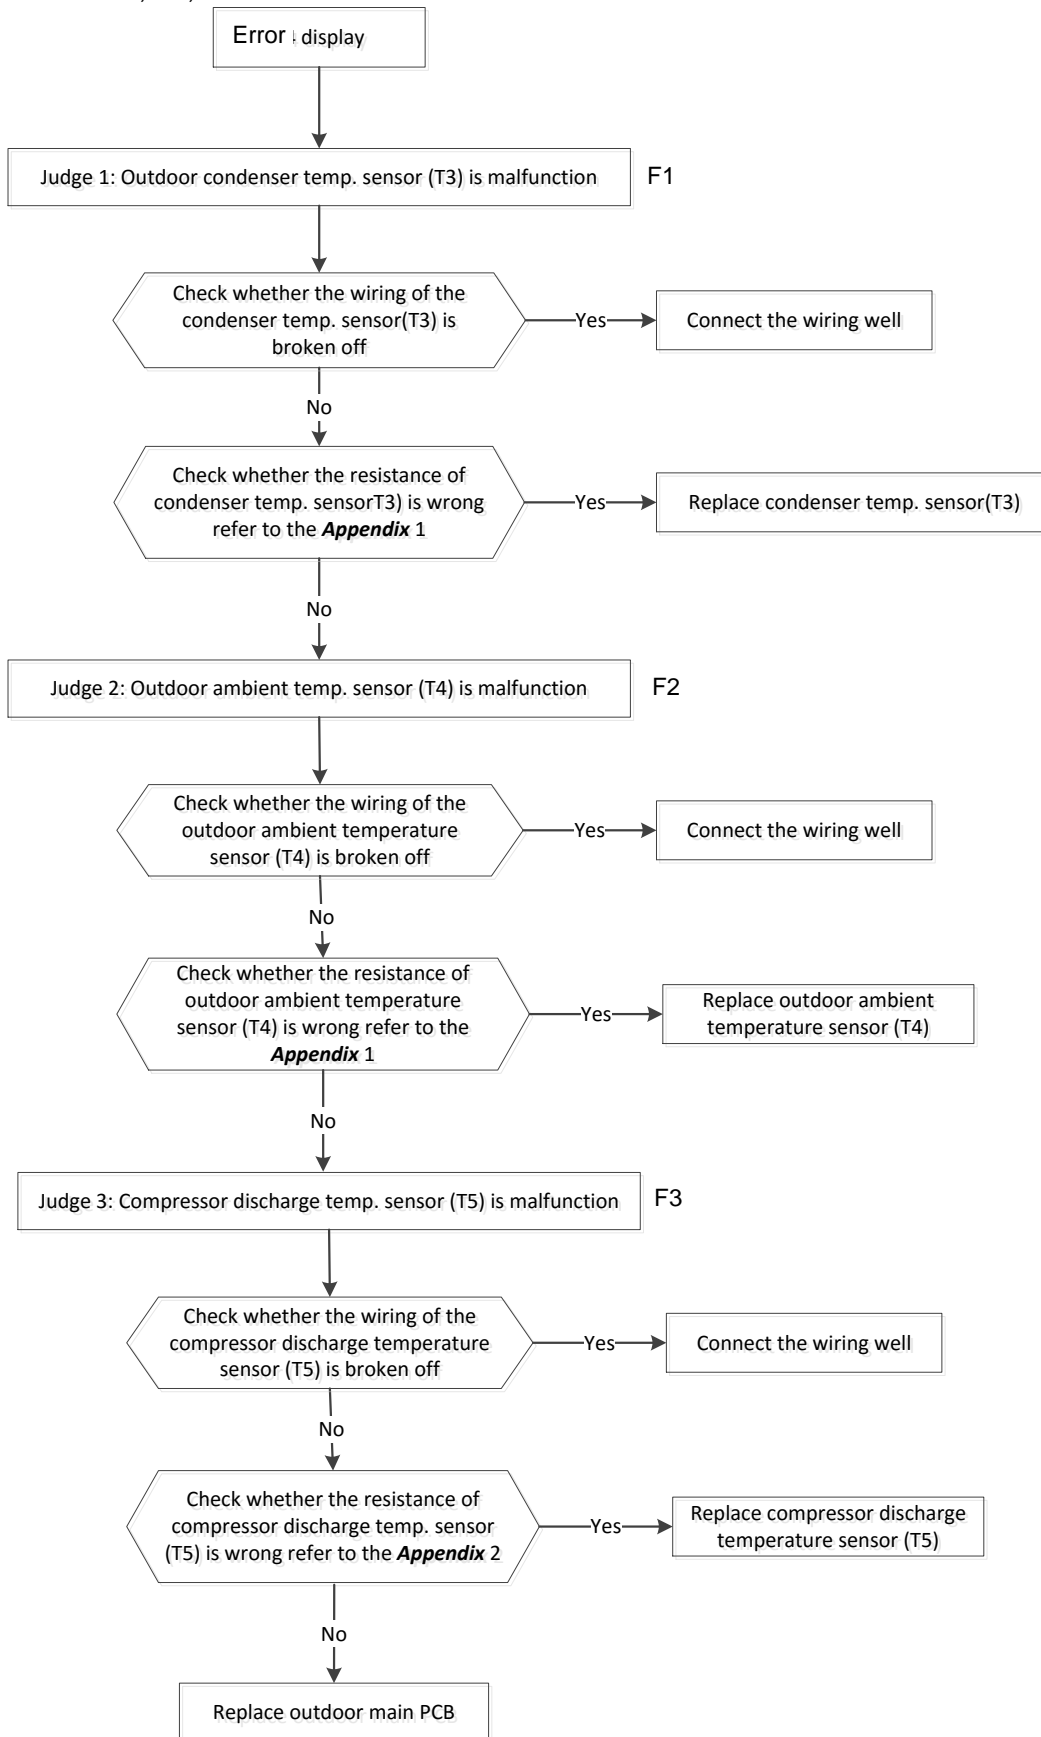 Error display
Judge 1: Outdoor condenser temp. sensor (T3) is malfunction
F1
Check whether the wiring of the
condenser temp. sensor(T3) is
broken off
Yes
Connect the wiring well
No
Check whether the resistance of
condenser temp. sensorT3) is wrong
refer to the Appendix 1
Yes
Replace condenser temp. sensor(T3)
No
Judge 2: Outdoor ambient temp. sensor (T4) is malfunction
F2
Check whether the wiring of the
outdoor ambient temperature
sensor (T4) is broken off
Yes
Connect the wiring well
No
Check whether the resistance of
outdoor ambient temperature
sensor (T4) is wrong refer to the
Appendix 1
Yes
Replace outdoor ambient
temperature sensor (T4)
No
Judge 3: Compressor discharge temp. sensor (T5) is malfunction
F3
Check whether the wiring of the
compressor discharge temperature
sensor (T5) is broken off
Yes
Connect the wiring well
No
Check whether the resistance of
compressor discharge temp. sensor
(T5) is wrong refer to the Appendix 2
Yes
Replace compressor discharge
temperature sensor (T5)
No
Replace outdoor main PCB